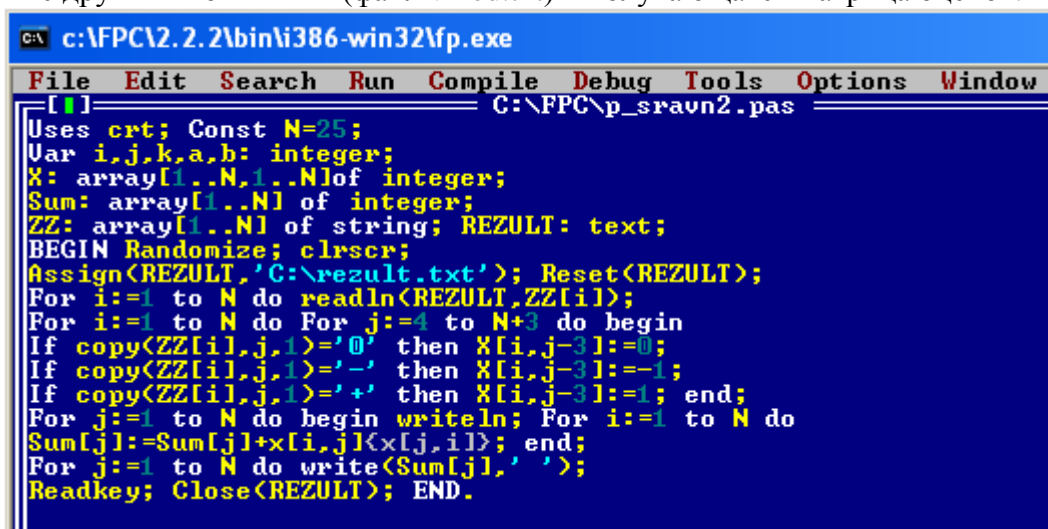 c:\FPC\2.2.2\bin\i386-win32\fp.exe
File Edit Search Run Compile Debug Tools Options Window
C:\FPC\p_sravn2.pas
Uses crt; Const N=25;
Var i,j,k,a,b: integer;
X: array[1..N,1..N]of integer;
Sum: array[1..N] of integer;
ZZ: array[1..N] of string; REZULT: text;
BEGIN Randomize; clrscr;
Assign(REZULT,'C:\rezult.txt'); Reset(REZULT);
For i:=1 to N do readln(REZULT,ZZ[i]);
For i:=1 to N do For j:=4 to N+3 do begin
If copy(ZZ[i],j,1)='0' then X[i,j-3]:=0;
If copy(ZZ[i],j,1)='-' then X[i,j-3]:=-1;
If copy(ZZ[i],j,1)='+' then X[i,j-3]:=1; end;
For j:=1 to N do begin writeln; For i:=1 to N do
Sum[j]:=Sum[j]+x[i,j]{x[j,i]}; end;
For j:=1 to N do write(Sum[j],' ');
Readkey; Close(REZULT); END.